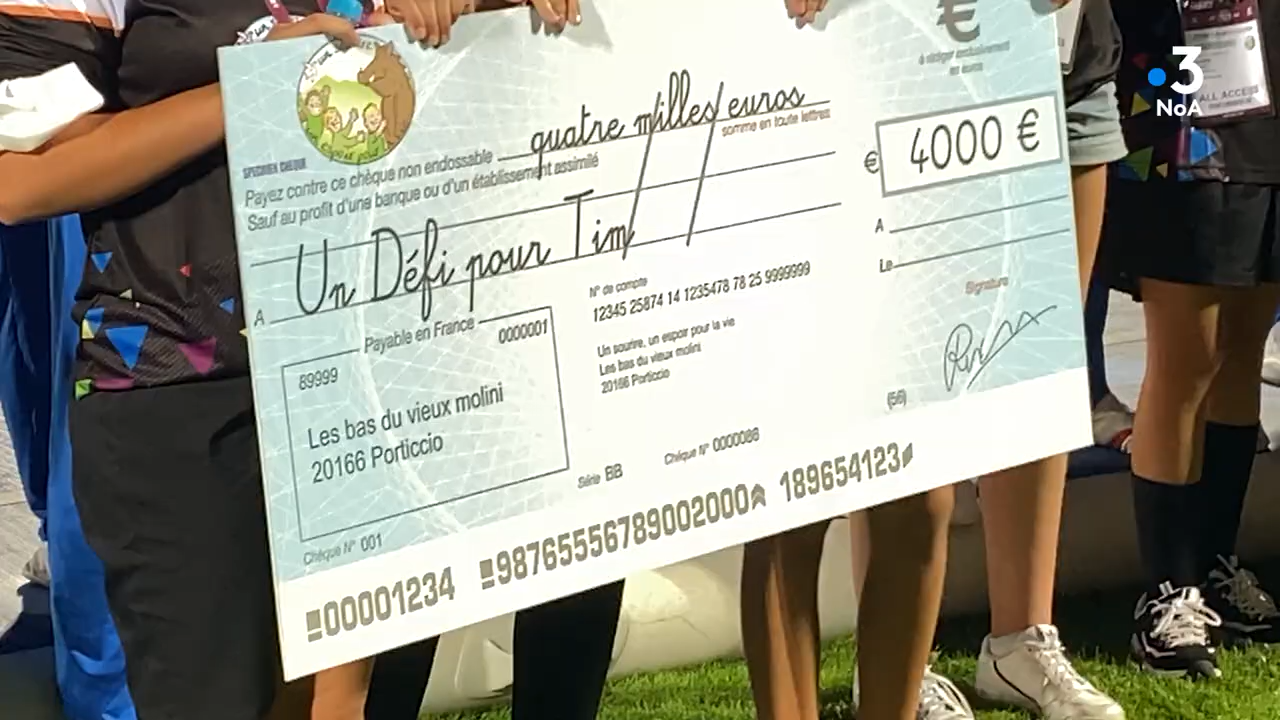 3
NoA
€
à rédiger exclusivement
en euros
SPECIMEN CHEQUE
Payez contre ce chèque non endossable quatre milles euros
Sauf au profit d'une banque ou d'un établissement assimilé
somme en toute lettres
€ 4000 €
A Un Défi pour Tim
A
Le
Signature
Payable en France
0000001
89999
Les bas du vieux molini
20166 Porticcio
N° de compte
12345 25874 14 1235478 78 25 9999999
Un sourire, un espoir pour la vie
Les bas du vieux molini
20166 Porticcio
(56)
Série BB
Chèque N° 0000086
Chèque N° 001
00001234 98765556789002000 189654123
ALL ACCESS